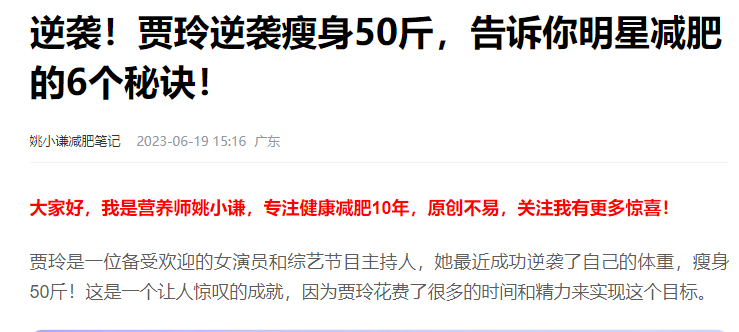 逆袭！贾玲逆袭瘦身50斤，告诉你明星减肥
的6个秘诀！
姚小谦减肥笔记 2023-06-19 15:16 广东
大家好，我是营养师姚小谦，专注健康减肥10年，原创不易，关注我有更多惊喜！
贾玲是一位备受欢迎的女演员和综艺节目主持人，她最近成功逆袭了自己的体重，瘦身
50斤！这是一个让人惊叹的成就，因为贾玲花费了很多的时间和精力来实现这个目标。